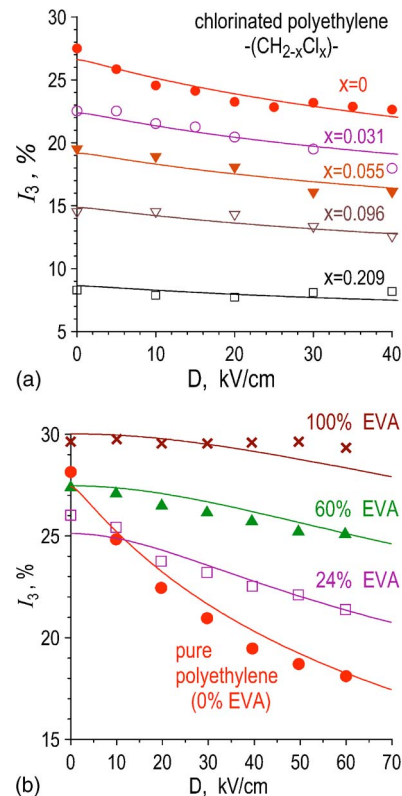 chlorinated polyethylene
-(CH2-xClx)-
30
25
20
15
10
5
I3 , %
x=0
x=0.031
x=0.055
x=0.096
x=0.209
0 10 20 30 40
(a) D, kV/cm
100% EVA
60% EVA
24% EVA
pure
polyethylene
(0% EVA)
30
25
20
15
I3, %
0 10 20 30 40 50 60 70
(b) D, kV/cm